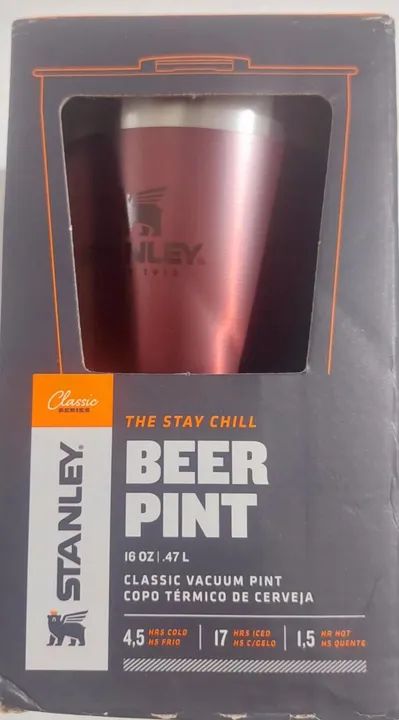 NLEY.
Classic
SERIES
STANLEY.
THE STAY CHILL
BEER
PINT
16 OZ | .47 L
CLASSIC VACUUM PINT
COPO TÉRMICO DE CERVEJA
4,5 HRS COLD HS FRIO | 17 HRS ICED HS C/GELO | 1,5 HR HOT HS QUENTE